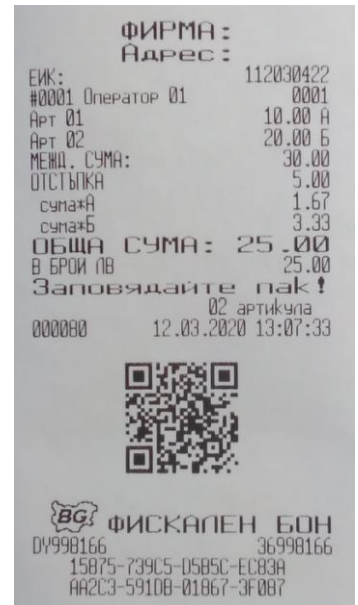 ФИРМА:
Адрес:
ЕИК: 112030422
#0001 Оператор 01 0001
Арт 01 10.00 А
Арт 02 20.00 Б
МЕЖД. СУМА: 30.00
ОТСТЪПКА 5.00
сума*А 1.67
сума*Б 3.33
ОБЩА СУМА: 25.00
В БРОЙ ЛВ 25.00
Заповядайте пак!
02 артикула
000080 12.03.2020 13:07:33
BG ФИСКАЛЕН БОН
DY998166 36998166
15875-739C5-D5B5C-EC83A
AA2C3-591DB-01867-3F087